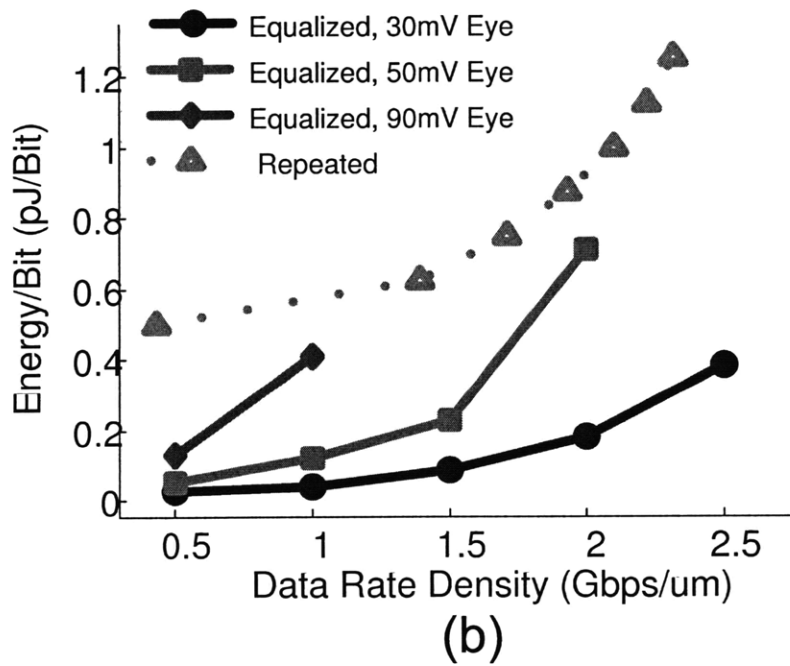 Equalized, 30mV Eye
Equalized, 50mV Eye
Equalized, 90mV Eye
Repeated
Energy/Bit (pJ/Bit)
1.2
1
0.8
0.6
0.4
0.2
0
0.5 1 1.5 2 2.5
Data Rate Density (Gbps/um)
(b)